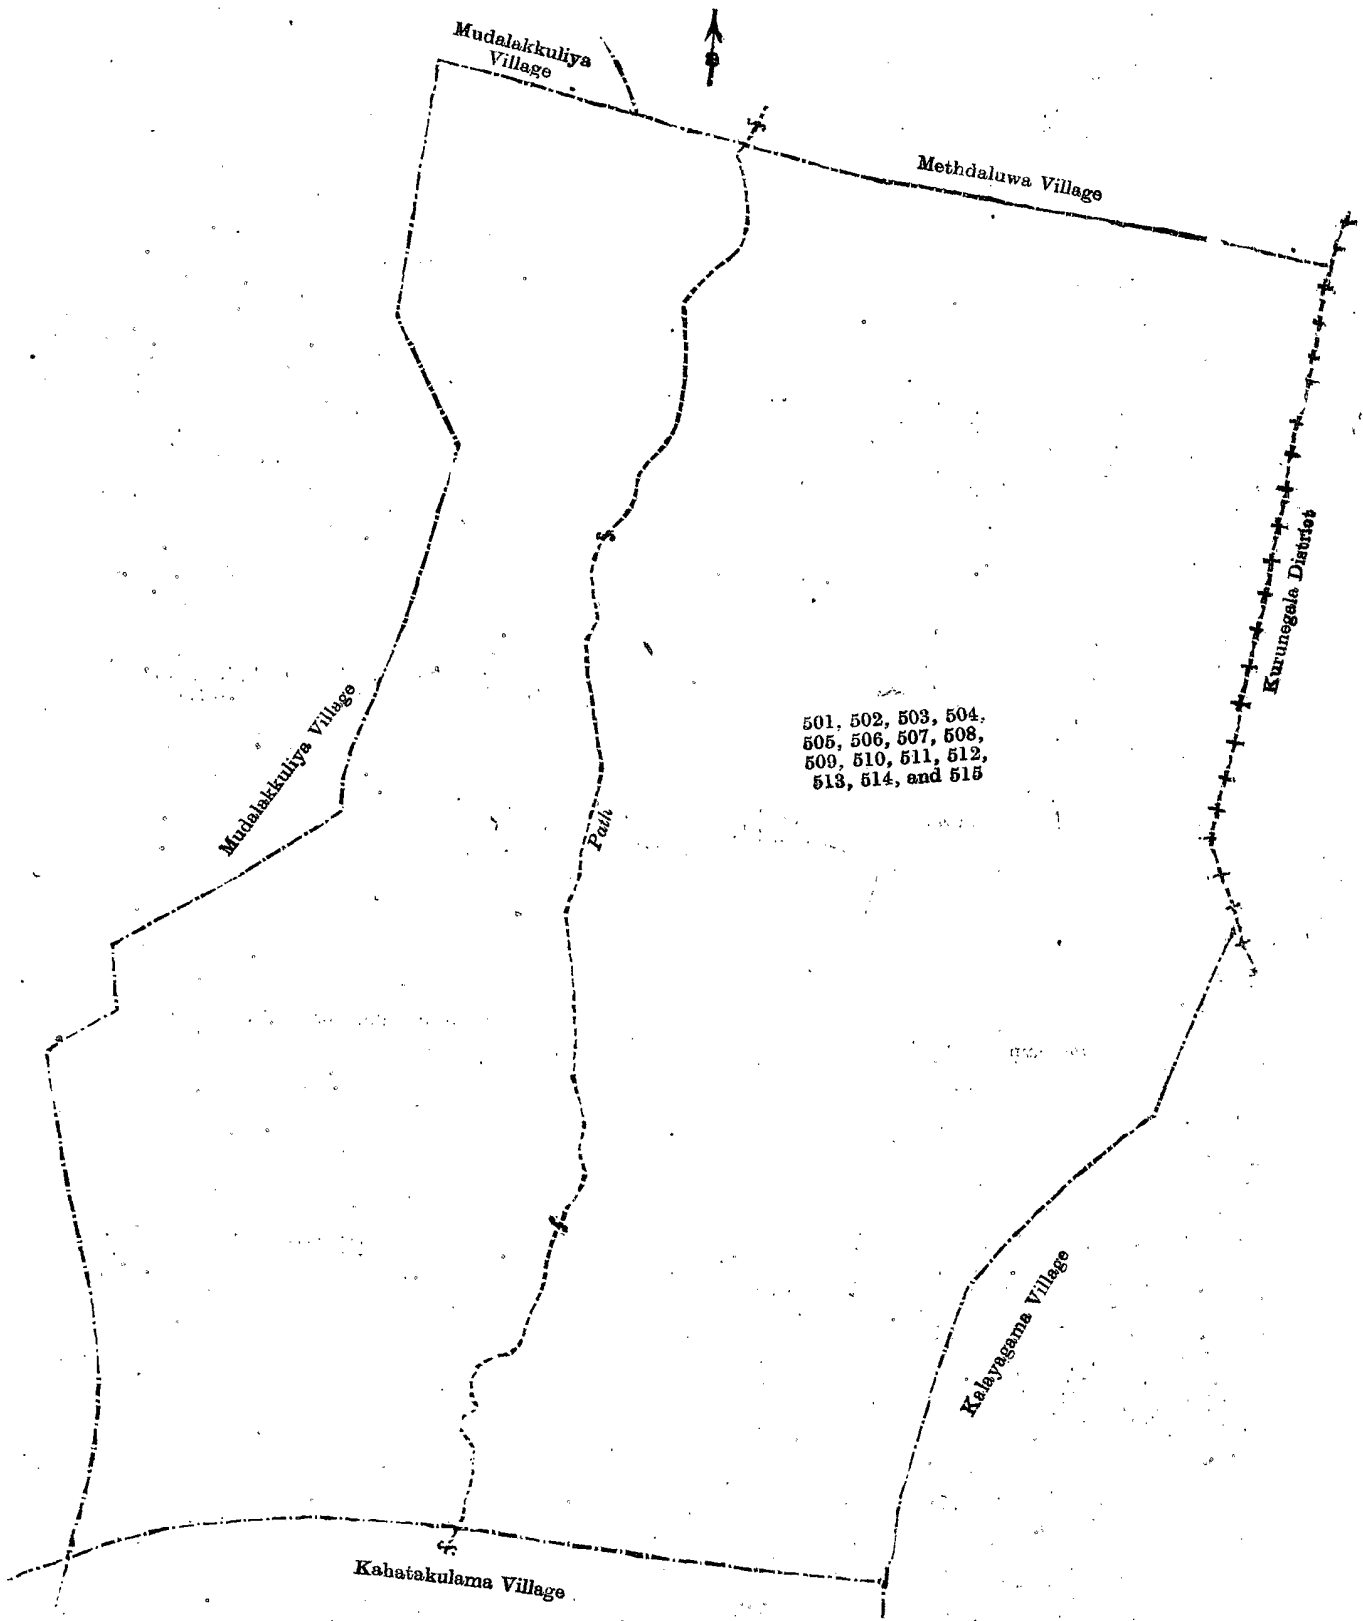 Mudalakkuliya
Village
Methdaluwa Village
Kurunegala District
501, 502, 503, 504,
505, 506, 507, 508,
509, 510, 511, 512,
513, 514, and 515
Mudalakkuliya Village
Path
Kalayagama Village
Kahatakulama Village